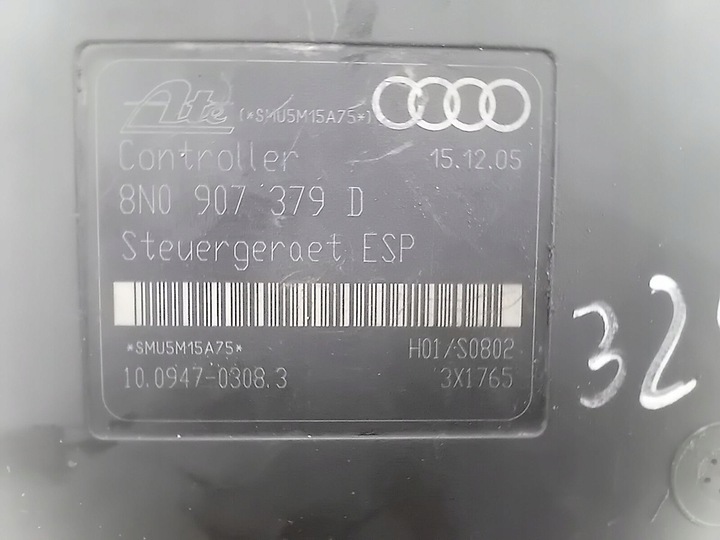 Ate (*SMU5M15A75*)
Controller 15.12.05
8N0 907 379 D
Steuergeraet ESP
*SMU5M15A75* H01/S0802
10.0947-0308.3 3X1765
32